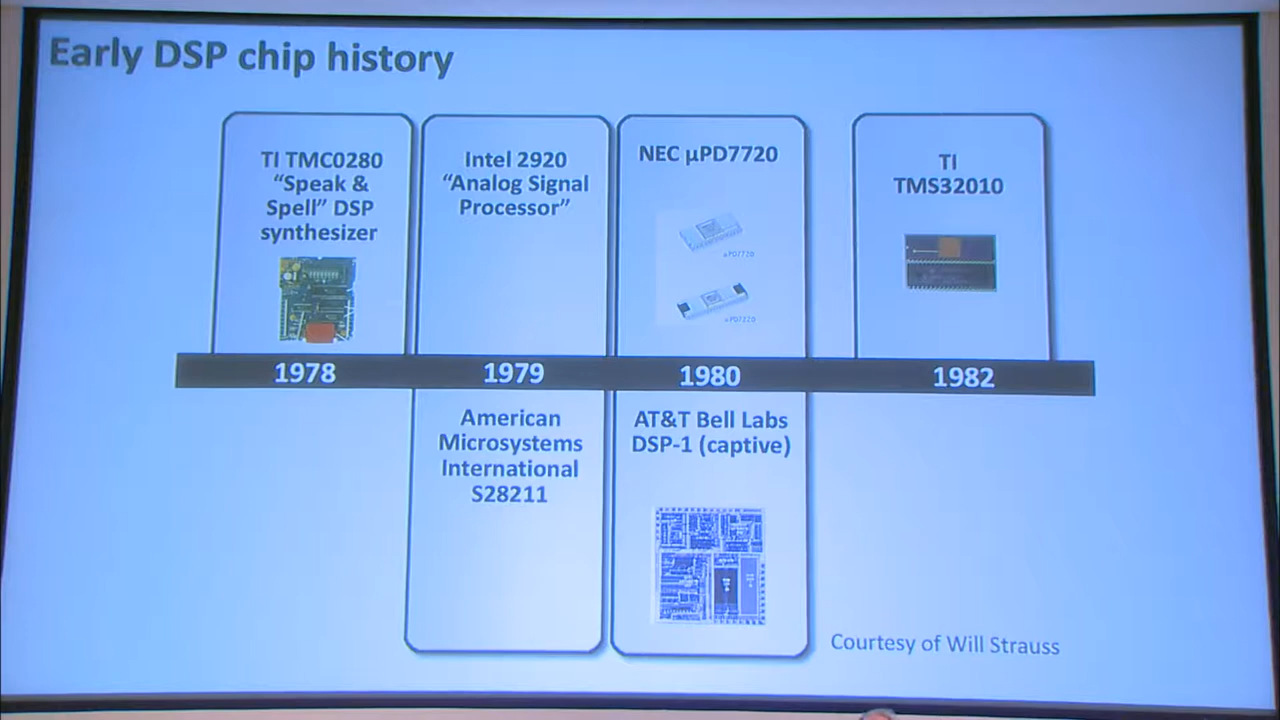 Early DSP chip history
TI TMC0280
“Speak &
Spell” DSP
synthesizer
Intel 2920
“Analog Signal
Processor”
NEC µPD7720
µPD7720
TI
TMS32010
1978
1979
1980
1982
American
Microsystems
International
S28211
AT&T Bell Labs
DSP-1 (captive)
Courtesy of Will Strauss